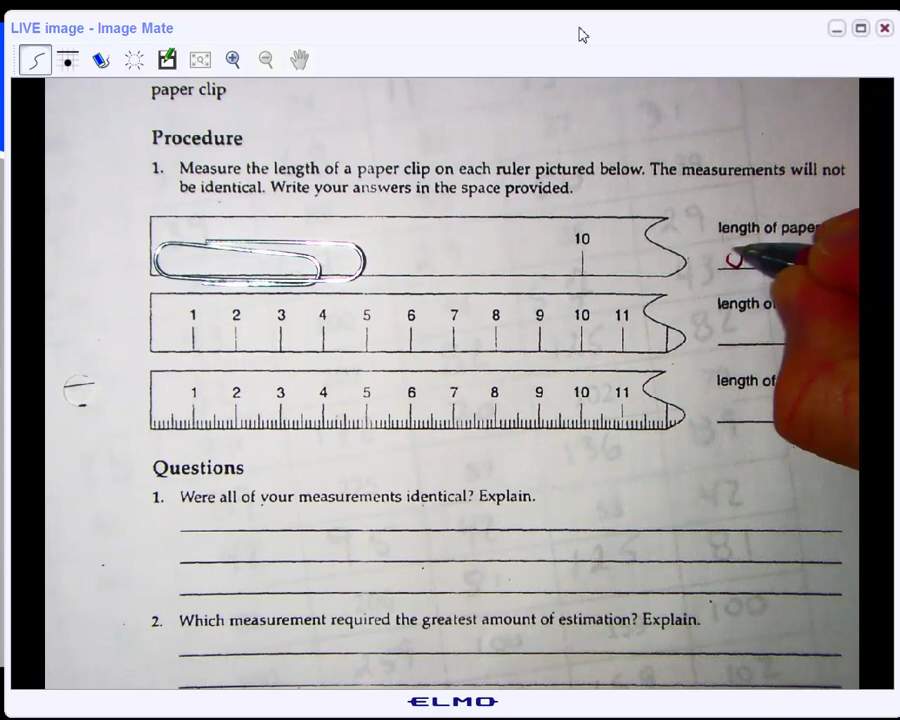 LIVE image - Image Mate
paper clip
Procedure
1. Measure the length of a paper clip on each ruler pictured below. The measurements will not
be identical. Write your answers in the space provided.
10
length of pape
1 2 3 4 5 6 7 8 9 10 11
length o
1 2 3 4 5 6 7 8 9 10 11
length of
Questions
1. Were all of your measurements identical? Explain.
2. Which measurement required the greatest amount of estimation? Explain.
ELMO